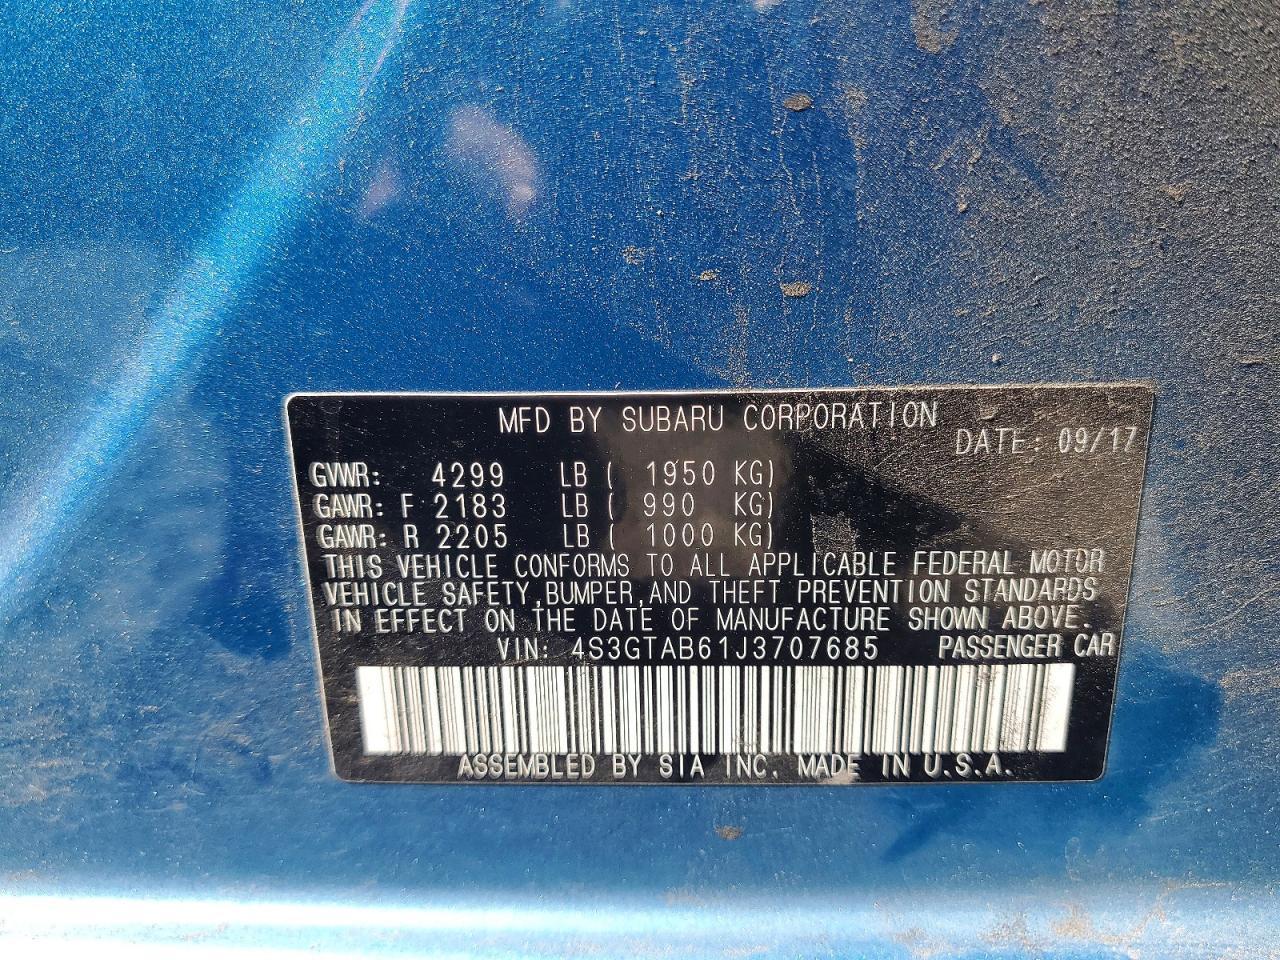 MFD BY SUBARU CORPORATION
DATE: 09/17
GVWR: 4299 LB ( 1950 KG)
GAWR: F 2183 LB ( 990 KG)
GAWR: R 2205 LB ( 1000 KG)
THIS VEHICLE CONFORMS TO ALL APPLICABLE FEDERAL MOTOR
VEHICLE SAFETY,BUMPER,AND THEFT PREVENTION STANDARDS
IN EFFECT ON THE DATE OF MANUFACTURE SHOWN ABOVE.
VIN: 4S3GTAB61J3707685 PASSENGER CAR
ASSEMBLED BY SIA INC. MADE IN U.S.A.